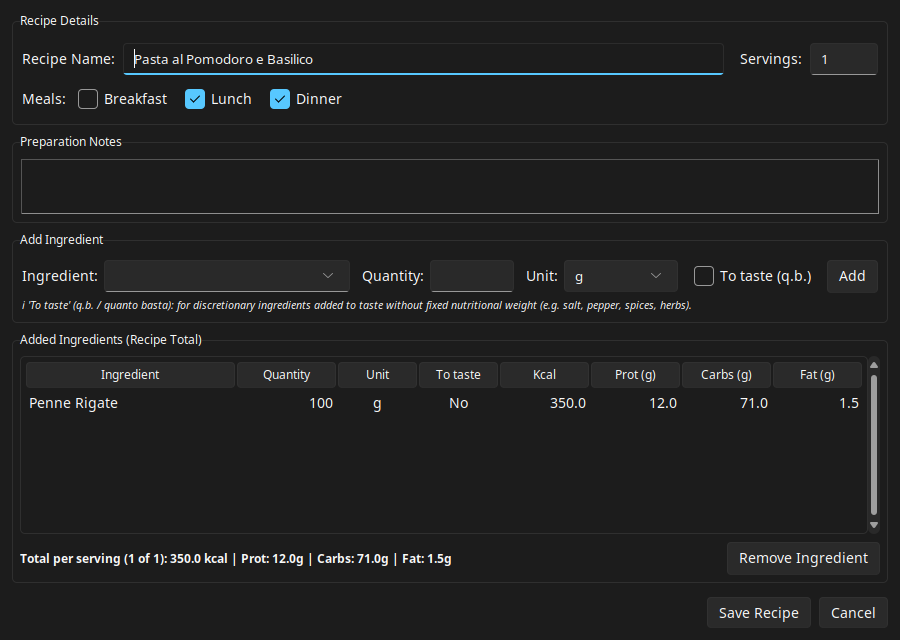 Recipe Details
Recipe Name: Pasta al Pomodoro e Basilico Servings: 1
Meals: Breakfast Lunch Dinner
Preparation Notes
Add Ingredient
Ingredient: Quantity: Unit: g To taste (q.b.) Add
i 'To taste' (q.b. / quanto basta): for discretionary ingredients added to taste without fixed nutritional weight (e.g. salt, pepper, spices, herbs).
Added Ingredients (Recipe Total)
Ingredient Quantity Unit To taste Kcal Prot (g) Carbs (g) Fat (g)
Penne Rigate 100 g No 350.0 12.0 71.0 1.5
Total per serving (1 of 1): 350.0 kcal | Prot: 12.0g | Carbs: 71.0g | Fat: 1.5g Remove Ingredient
Save Recipe Cancel